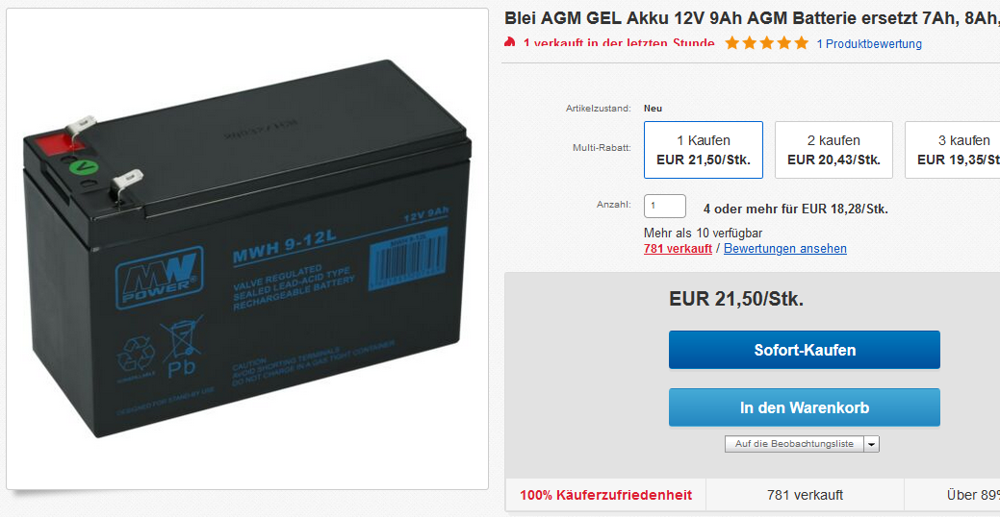 Blei AGM GEL Akku 12V 9Ah AGM Batterie ersetzt 7Ah, 8Ah,
1 verkauft in der letzten Stunde
1 Produktbewertung
Artikelzustand: Neu
Multi-Rabatt:
1 Kaufen
EUR 21,50/Stk.
2 kaufen
EUR 20,43/Stk.
3 kaufen
EUR 19,35/St
Anzahl: 1
4 oder mehr für EUR 18,28/Stk.
Mehr als 10 verfügbar
781 verkauft / Bewertungen ansehen
EUR 21,50/Stk.
Sofort-Kaufen
In den Warenkorb
Auf die Beobachtungsliste
100% Käuferzufriedenheit
781 verkauft
Über 89%
12V 9Ah
MWH 9-12L
MW
POWER
VALVE REGULATED
SEALED LEAD-ACID TYPE
RECHARGEABLE BATTERY
Pb
CAUTION
AVOID SHORTING TERMINALS
DO NOT CHARGE IN A GAS TIGHT CONTAINER
DESIGNED FOR STAND-BY USE